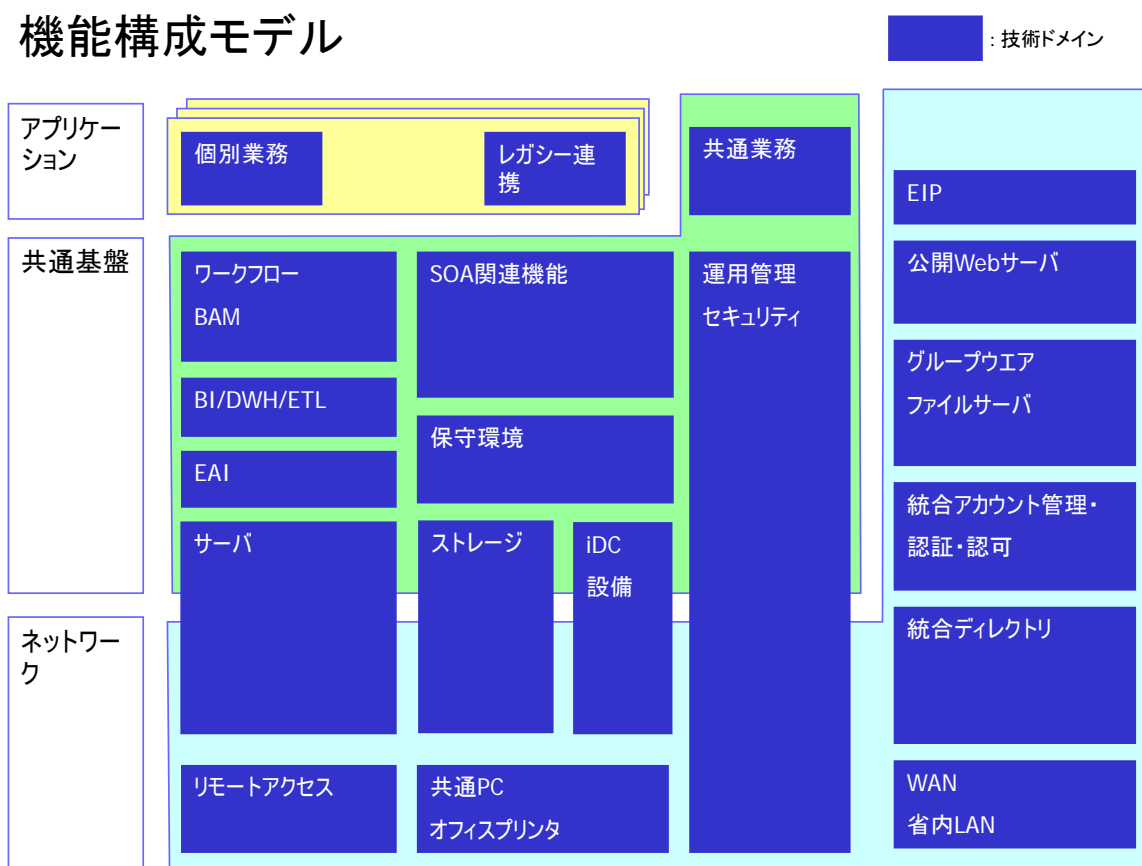 機能構成モデル
: 技術ドメイン
アプリケー
ション
個別業務
レガシー連
携
共通業務
共通基盤
ワークフロー
BAM
SOA関連機能
運用管理
セキュリティ
BI/DWH/ETL
保守環境
EAI
サーバ
ストレージ
iDC
設備
ネットワー
ク
リモートアクセス
共通PC
オフィスプリンタ
EIP
公開Webサーバ
グループウエア
ファイルサーバ
統合アカウント管理・
認証・認可
統合ディレクトリ
WAN
省内LAN